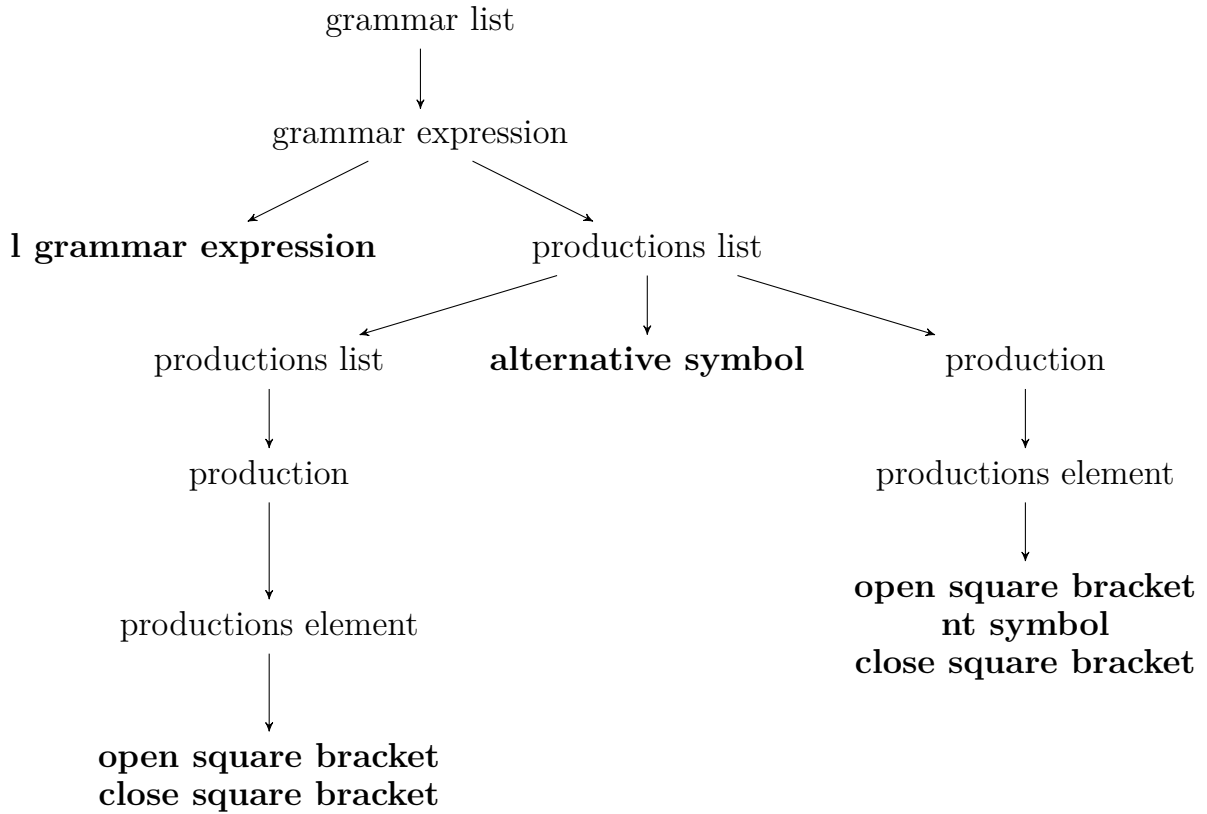 grammar list
grammar expression
l grammar expression
productions list
productions list
alternative symbol
production
production
productions element
open square bracket
nt symbol
close square bracket
productions element
open square bracket
close square bracket